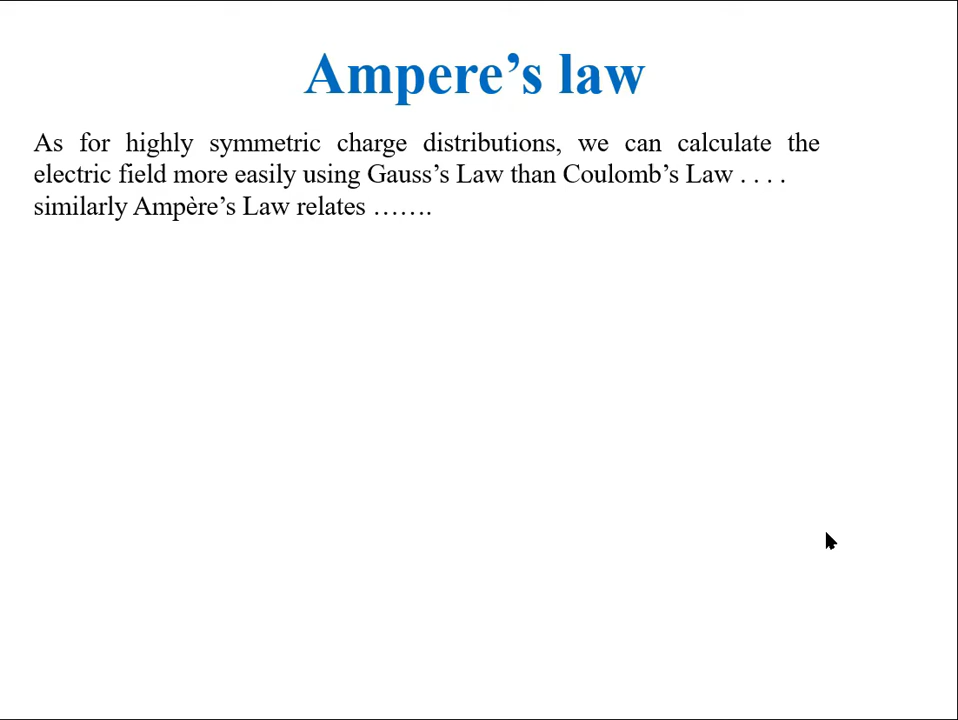 Ampere’s law
As for highly symmetric charge distributions, we can calculate the
electric field more easily using Gauss’s Law than Coulomb’s Law . . . .
similarly Ampère’s Law relates …….